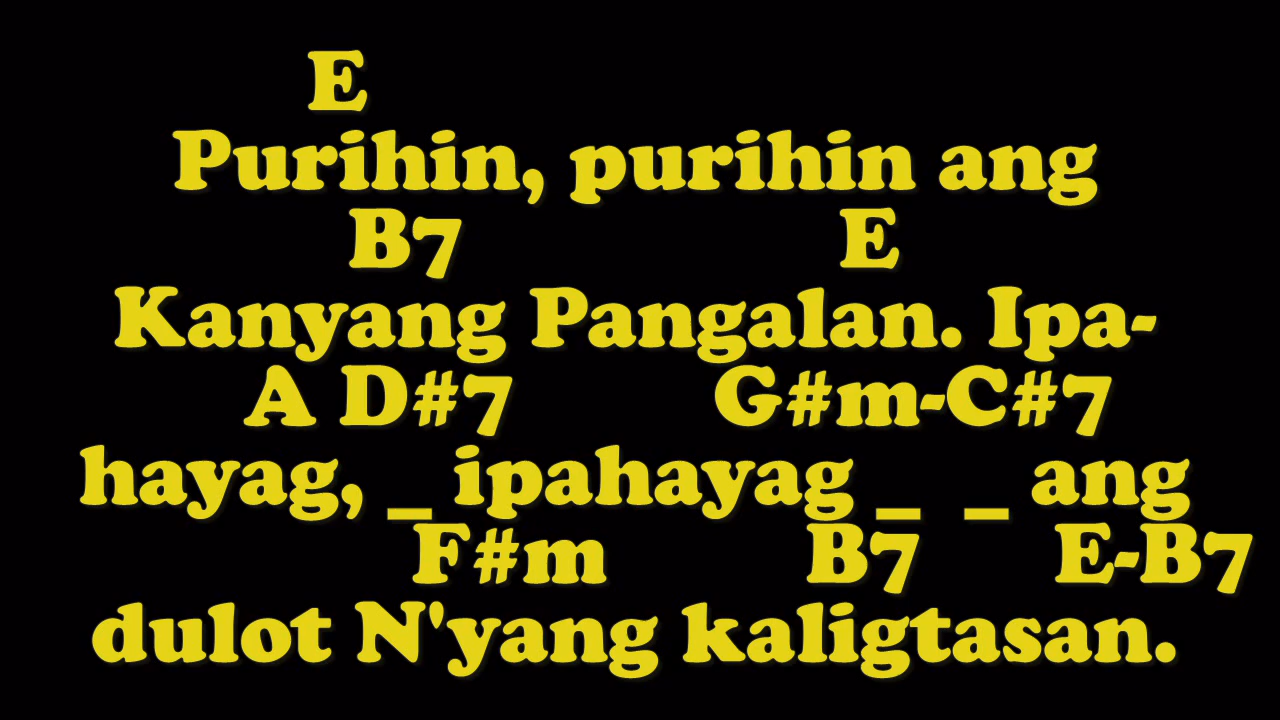 E
Purihin, purihin ang
B7 E
Kanyang Pangalan. Ipa-
A D#7 G#m-C#7
hayag, _ ipahayag _ _ ang
F#m B7 E-B7
dulot N'yang kaligtasan.